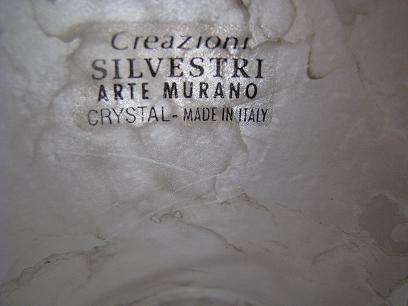 Creazioni
SILVESTRI
ARTE MURANO
CRYSTAL - MADE IN ITALY